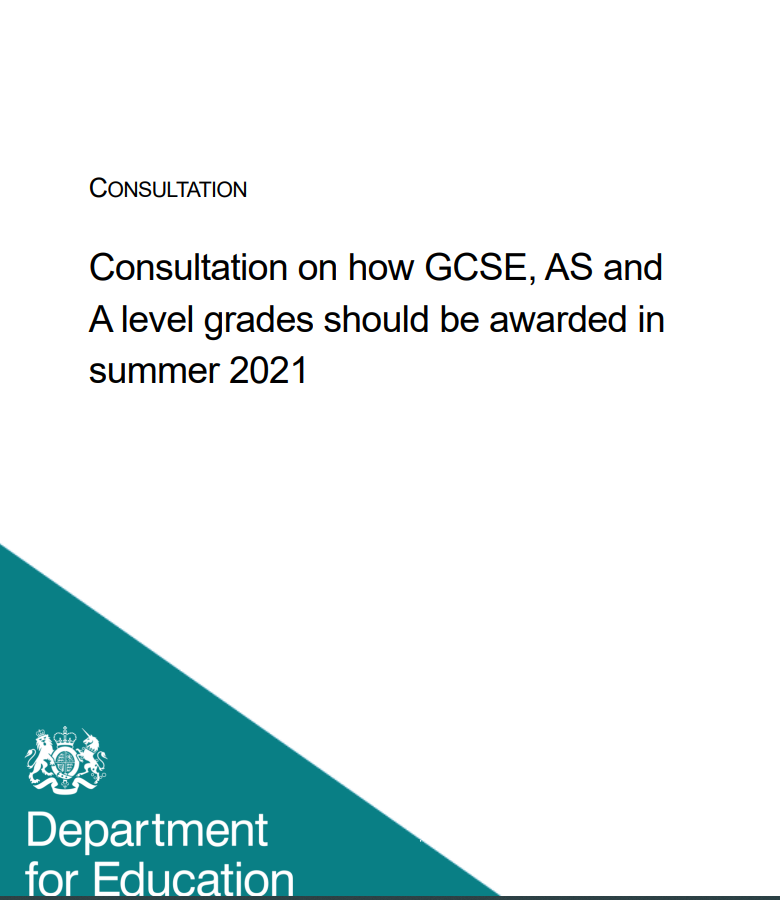 CONSULTATION
Consultation on how GCSE, AS and
A level grades should be awarded in
summer 2021
Department
for Education